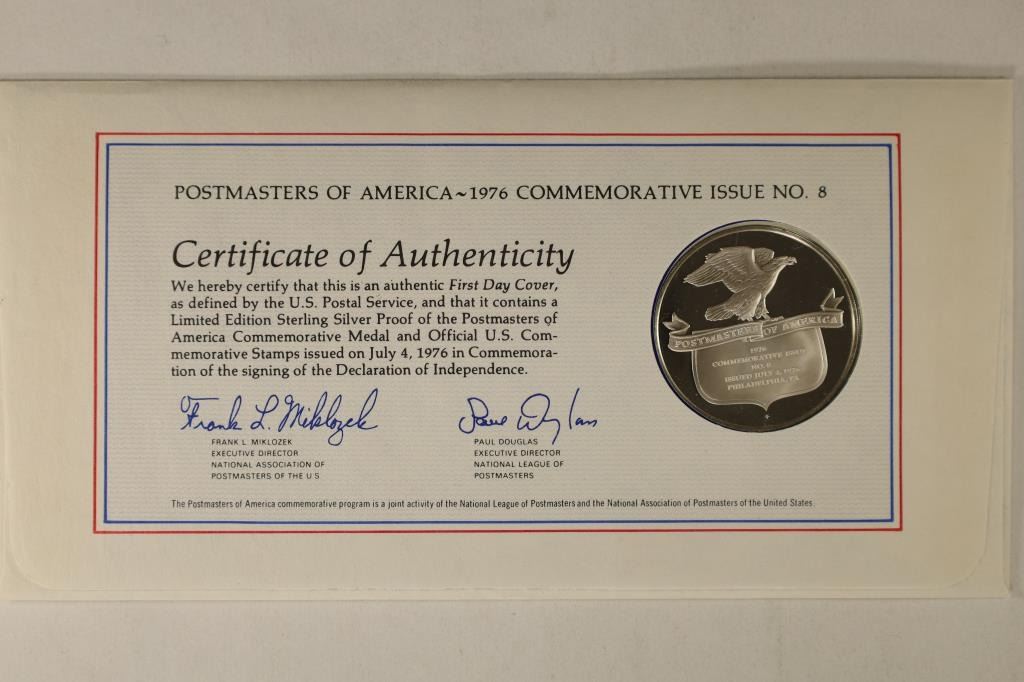 POSTMASTERS OF AMERICA~1976 COMMEMORATIVE ISSUE NO. 8
Certificate of Authenticity
We hereby certify that this is an authentic First Day Cover,
as defined by the U.S. Postal Service, and that it contains a
Limited Edition Sterling Silver Proof of the Postmasters of
America Commemorative Medal and Official U.S. Com-
memorative Stamps issued on July 4, 1976 in Commemora-
tion of the signing of the Declaration of Independence.
Frank L. Miklozek
FRANK L. MIKLOZEK
EXECUTIVE DIRECTOR
NATIONAL ASSOCIATION OF
POSTMASTERS OF THE U S
Paul Douglass
PAUL DOUGLAS
EXECUTIVE DIRECTOR
NATIONAL LEAGUE OF
POSTMASTERS
The Postmasters of America commemorative program is a joint activity of the National League of Postmasters and the National Association of Postmasters of the United States.
POSTMASTERS OF AMERICA
1976
COMMEMORATIVE ISSUE
NO. 8
ISSUED JULY 4, 1976
PHILADELPHIA, PA